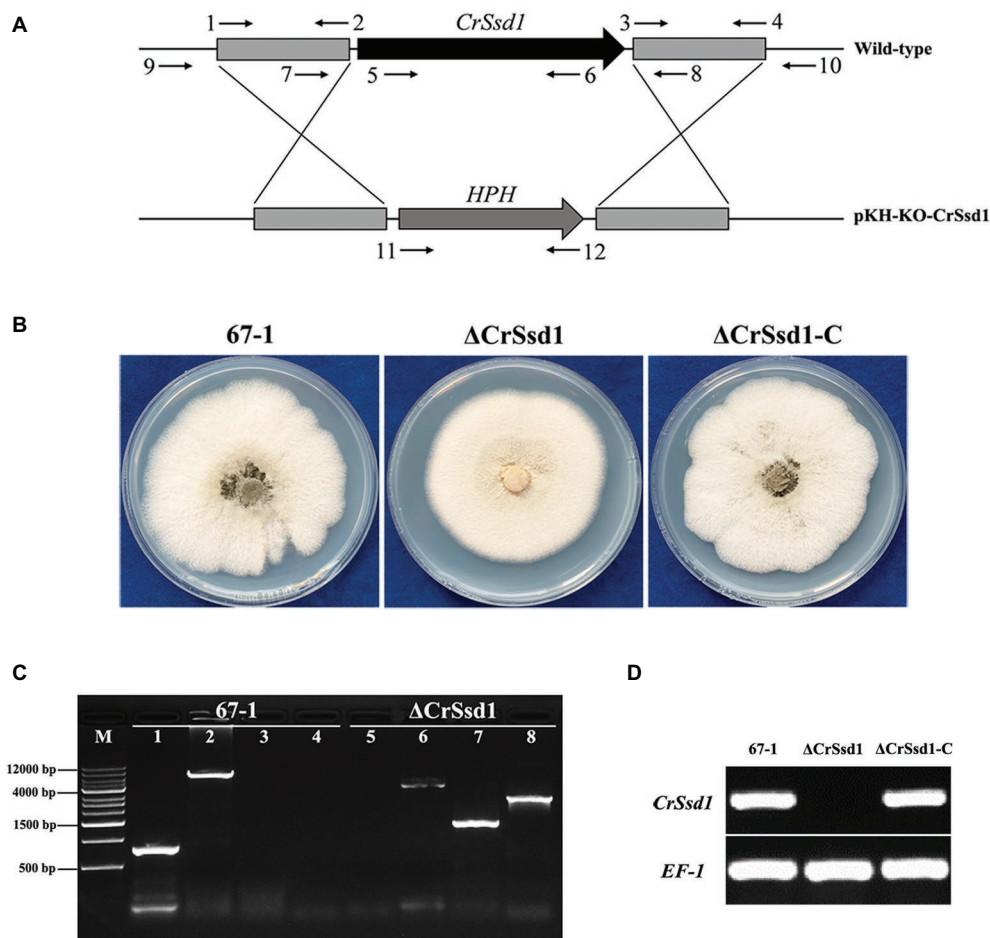 A
1 2 CrSsd1 3 4
Wild-type
9 7 5 6 8 10
HPH
pKH-KO-CrSsd1
11 12
B
67-1 ΔCrSsd1 ΔCrSsd1-C
C
67-1 ΔCrSsd1
M 1 2 3 4 5 6 7 8
12000 bp
4000 bp
1500 bp
500 bp
D
67-1 ΔCrSsd1 ΔCrSsd1-C
CrSsd1
EF-1